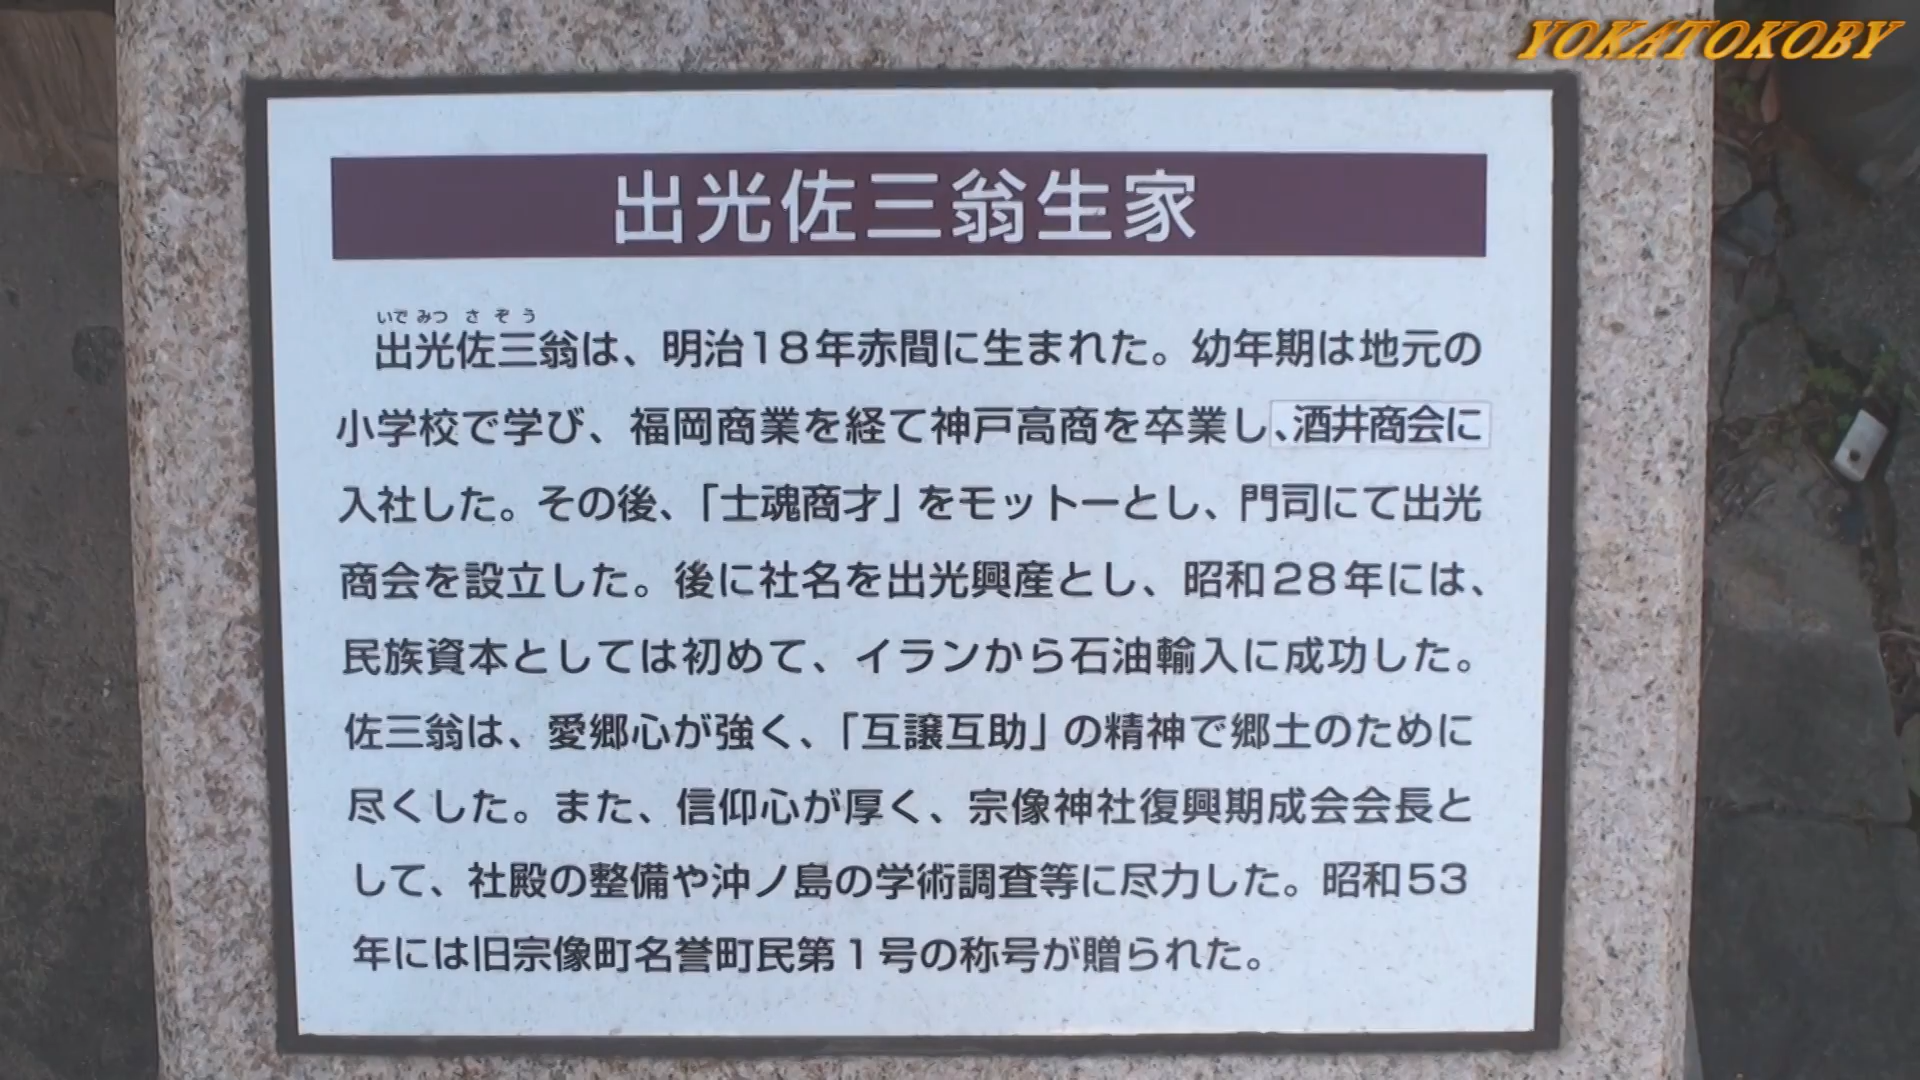 YOKATOKOBY
出光佐三翁生家
いでみつ さぞう
出光佐三翁は、明治18年赤間に生まれた。幼年期は地元の
小学校で学び、福岡商業を経て神戸高商を卒業し、酒井商会に
入社した。その後、「士魂商才」をモットーとし、門司にて出光
商会を設立した。後に社名を出光興産とし、昭和28年には、
民族資本としては初めて、イランから石油輸入に成功した。
佐三翁は、愛郷心が強く、「互譲互助」の精神で郷土のために
尽くした。また、信仰心が厚く、宗像神社復興期成会会長と
して、社殿の整備や沖ノ島の学術調査等に尽力した。昭和53
年には旧宗像町名誉町民第1号の称号が贈られた。